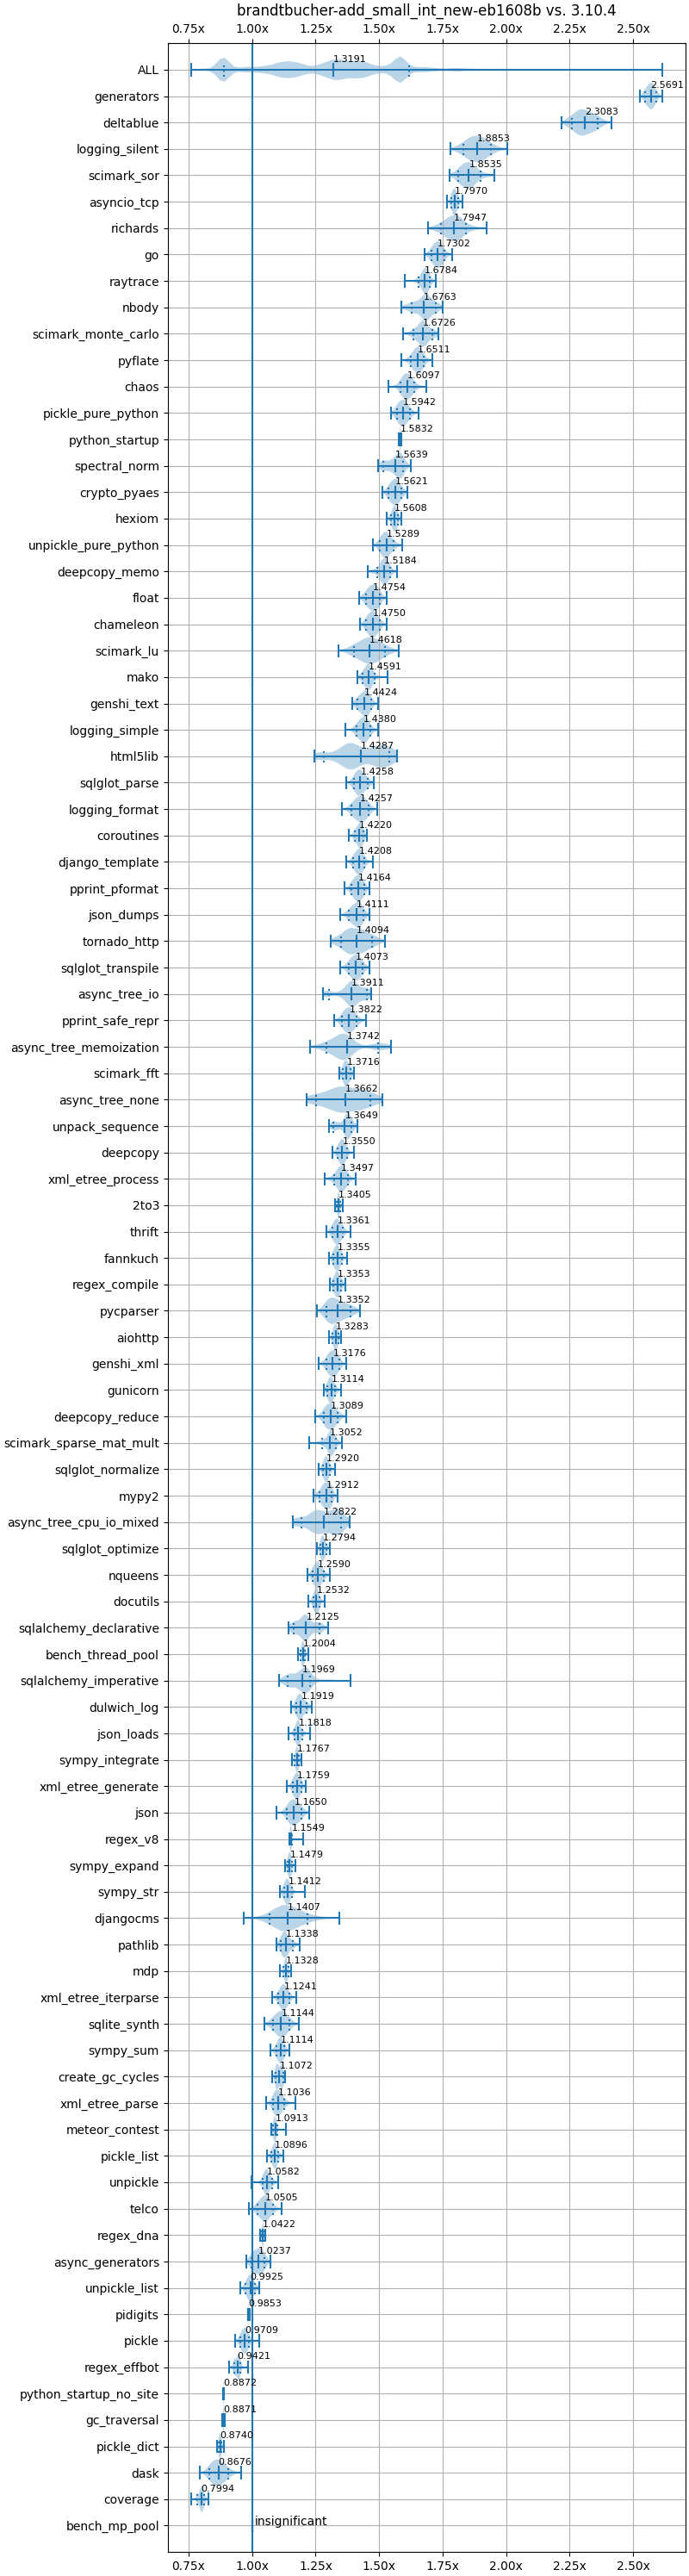 brandtbucher-add_small_int_new-eb1608b vs. 3.10.4
0.75x 1.00x 1.25x 1.50x 1.75x 2.00x 2.25x 2.50x
ALL 1.3191
generators 2.5691
deltablue 2.3083
logging_silent 1.8853
scimark_sor 1.8535
asyncio_tcp 1.7970
richards 1.7947
go 1.7302
raytrace 1.6784
nbody 1.6763
scimark_monte_carlo 1.6726
pyflate 1.6511
chaos 1.6097
pickle_pure_python 1.5942
python_startup 1.5832
spectral_norm 1.5639
crypto_pyaes 1.5621
hexiom 1.5608
unpickle_pure_python 1.5289
deepcopy_memo 1.5184
float 1.4754
chameleon 1.4750
scimark_lu 1.4618
mako 1.4591
genshi_text 1.4424
logging_simple 1.4380
html5lib 1.4287
sqlglot_parse 1.4258
logging_format 1.4257
coroutines 1.4220
django_template 1.4208
pprint_pformat 1.4164
json_dumps 1.4111
tornado_http 1.4094
sqlglot_transpile 1.4073
async_tree_io 1.3911
pprint_safe_repr 1.3822
async_tree_memoization 1.3742
scimark_fft 1.3716
async_tree_none 1.3662
unpack_sequence 1.3649
deepcopy 1.3550
xml_etree_process 1.3497
2to3 1.3405
thrift 1.3361
fannkuch 1.3355
regex_compile 1.3353
pycparser 1.3352
aiohttp 1.3283
genshi_xml 1.3176
gunicorn 1.3114
deepcopy_reduce 1.3089
scimark_sparse_mat_mult 1.3052
sqlglot_normalize 1.2920
mypy2 1.2912
async_tree_cpu_io_mixed 1.2822
sqlglot_optimize 1.2794
nqueens 1.2590
docutils 1.2532
sqlalchemy_declarative 1.2125
bench_thread_pool 1.2004
sqlalchemy_imperative 1.1969
dulwich_log 1.1919
json_loads 1.1818
sympy_integrate 1.1767
xml_etree_generate 1.1759
json 1.1650
regex_v8 1.1549
sympy_expand 1.1479
sympy_str 1.1412
djangocms 1.1407
pathlib 1.1338
mdp 1.1328
xml_etree_iterparse 1.1241
sqlite_synth 1.1144
sympy_sum 1.1114
create_gc_cycles 1.1072
xml_etree_parse 1.1036
meteor_contest 1.0913
pickle_list 1.0896
unpickle 1.0582
telco 1.0505
regex_dna 1.0422
async_generators 1.0237
unpickle_list 0.9925
pidigits 0.9853
pickle 0.9709
regex_effbot 0.9421
python_startup_no_site 0.8872
gc_traversal 0.8871
pickle_dict 0.8740
dask 0.8676
coverage 0.7994
bench_mp_pool insignificant
0.75x 1.00x 1.25x 1.50x 1.75x 2.00x 2.25x 2.50x